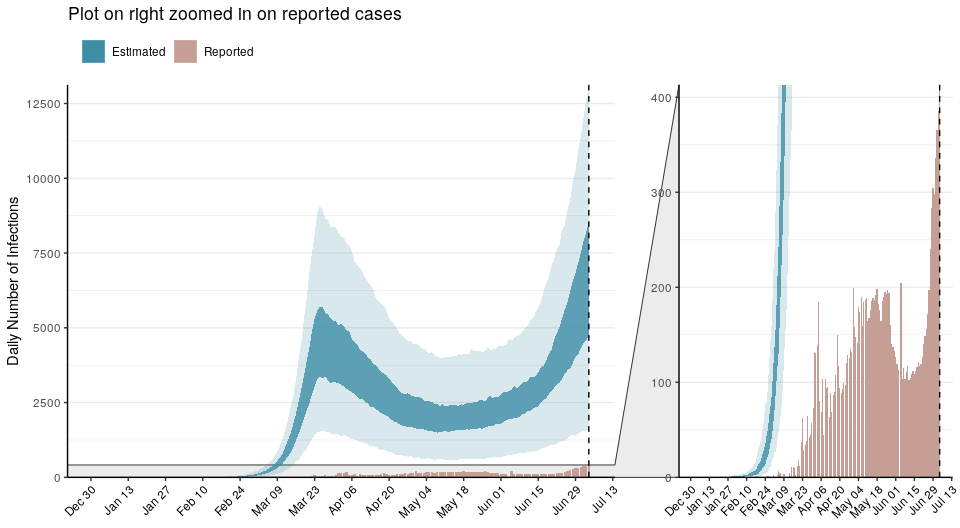 Plot on right zoomed in on reported cases
Estimated Reported
Daily Number of Infections
12500
10000
7500
5000
2500
0
Dec 30 Jan 13 Jan 27 Feb 10 Feb 24 Mar 09 Mar 23 Apr 06 Apr 20 May 04 May 18 Jun 01 Jun 15 Jun 29 Jul 13
400
300
200
100
0
Dec 30 Jan 13 Jan 27 Feb 10 Feb 24 Mar 09 Mar 23 Apr 06 Apr 20 May 04 May 18 Jun 01 Jun 15 Jun 29 Jul 13